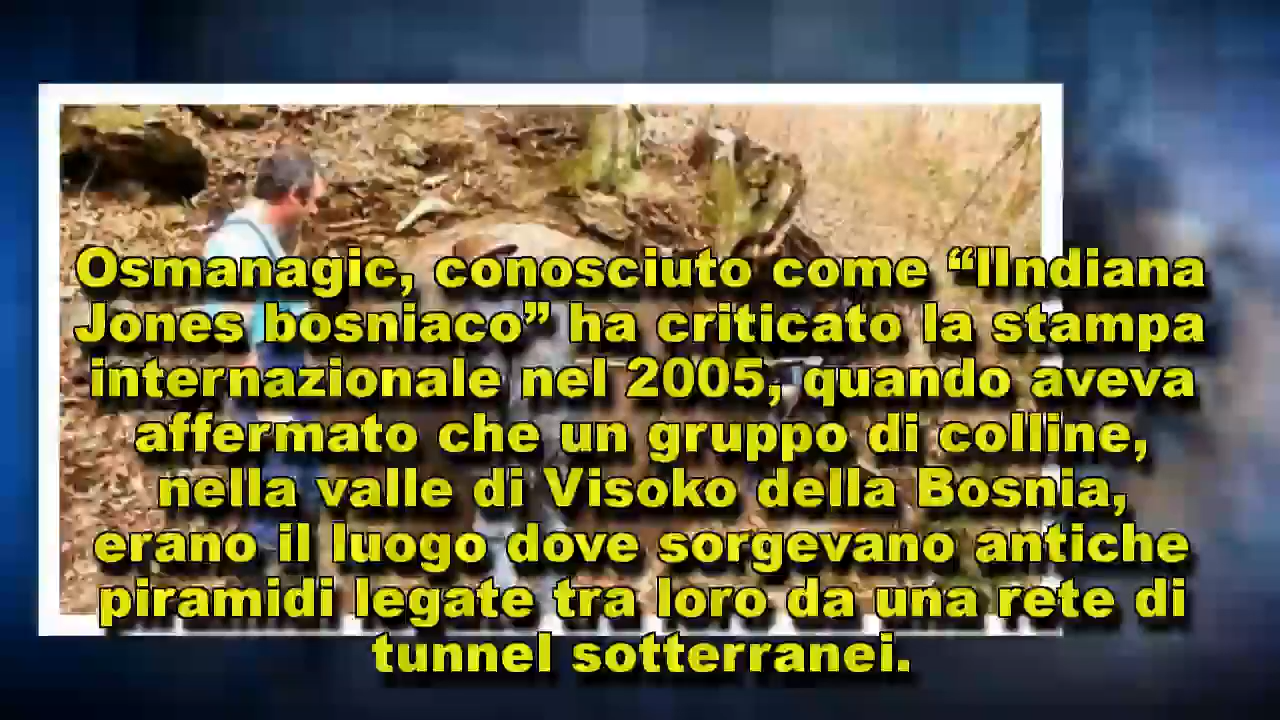 Osmanagic, conosciuto come “IIndiana
Jones bosniaco” ha criticato la stampa
internazionale nel 2005, quando aveva
affermato che un gruppo di colline,
nella valle di Visoko della Bosnia,
erano il luogo dove sorgevano antiche
piramidi legate tra loro da una rete di
tunnel sotterranei.